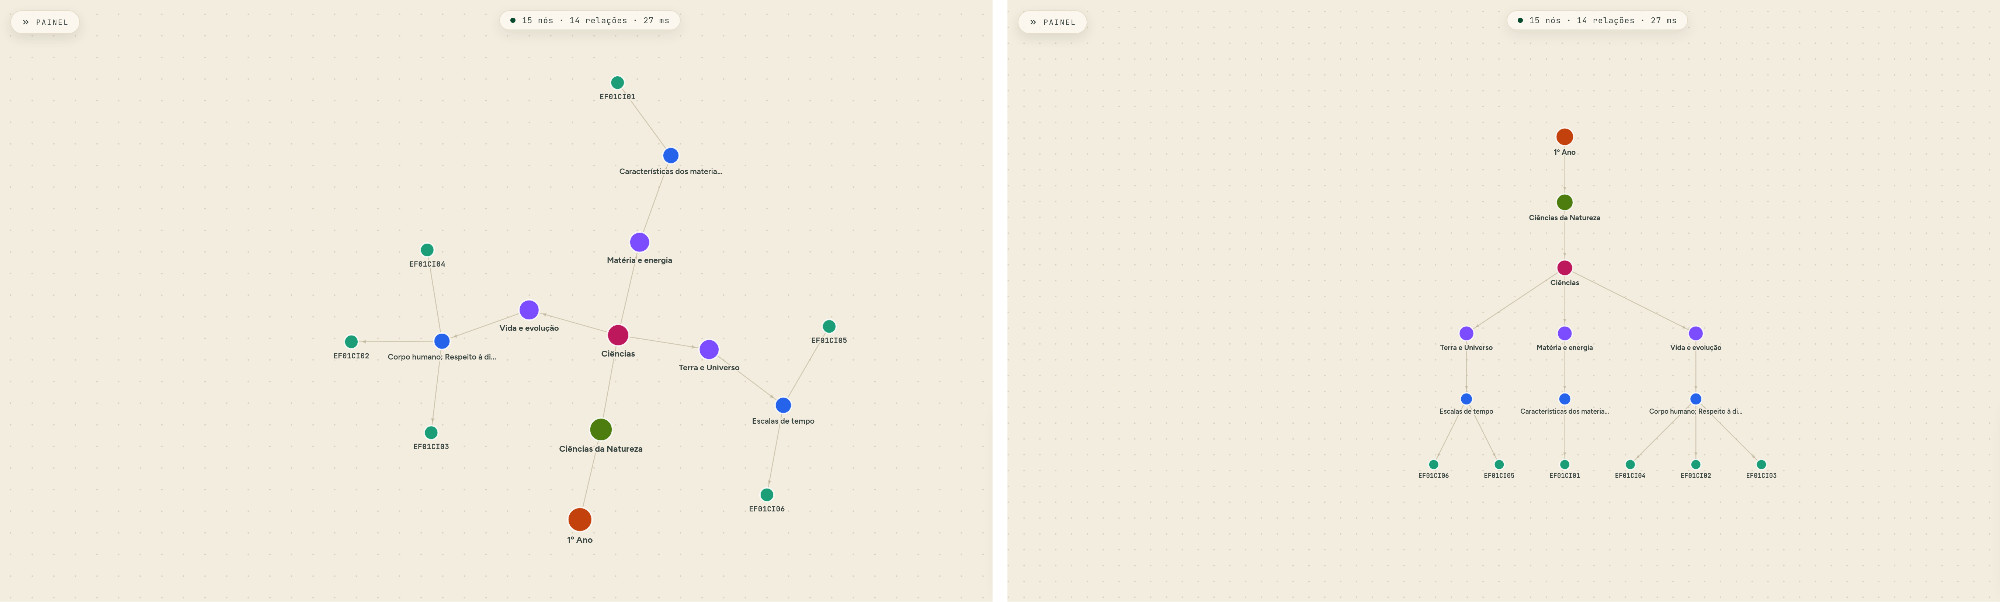 » PAINEL
15 nós · 14 relações · 27 ms
EF01CI01
Características dos materia...
EF01CI04
Matéria e energia
Vida e evolução
EF01CI05
EF01CI02
Corpo humano; Respeito à di...
Ciências
Terra e Universo
Escalas de tempo
EF01CI03
Ciências da Natureza
EF01CI06
1º Ano
» PAINEL
15 nós · 14 relações · 27 ms
1º Ano
Ciências da Natureza
Ciências
Terra e Universo
Matéria e energia
Vida e evolução
Escalas de tempo
Características dos materia...
Corpo humano; Respeito à di...
EF01CI06
EF01CI05
EF01CI01
EF01CI04
EF01CI02
EF01CI03